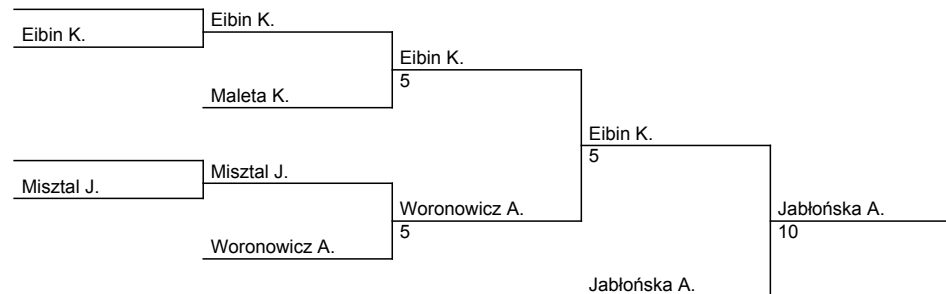 Eibin K.
Eibin K.
Eibin K.
5
Maleta K.
Eibin K.
5
Misztal J.
Misztal J.
Woronowicz A.
5
Jabłońska A.
10
Woronowicz A.
Jabłońska A.